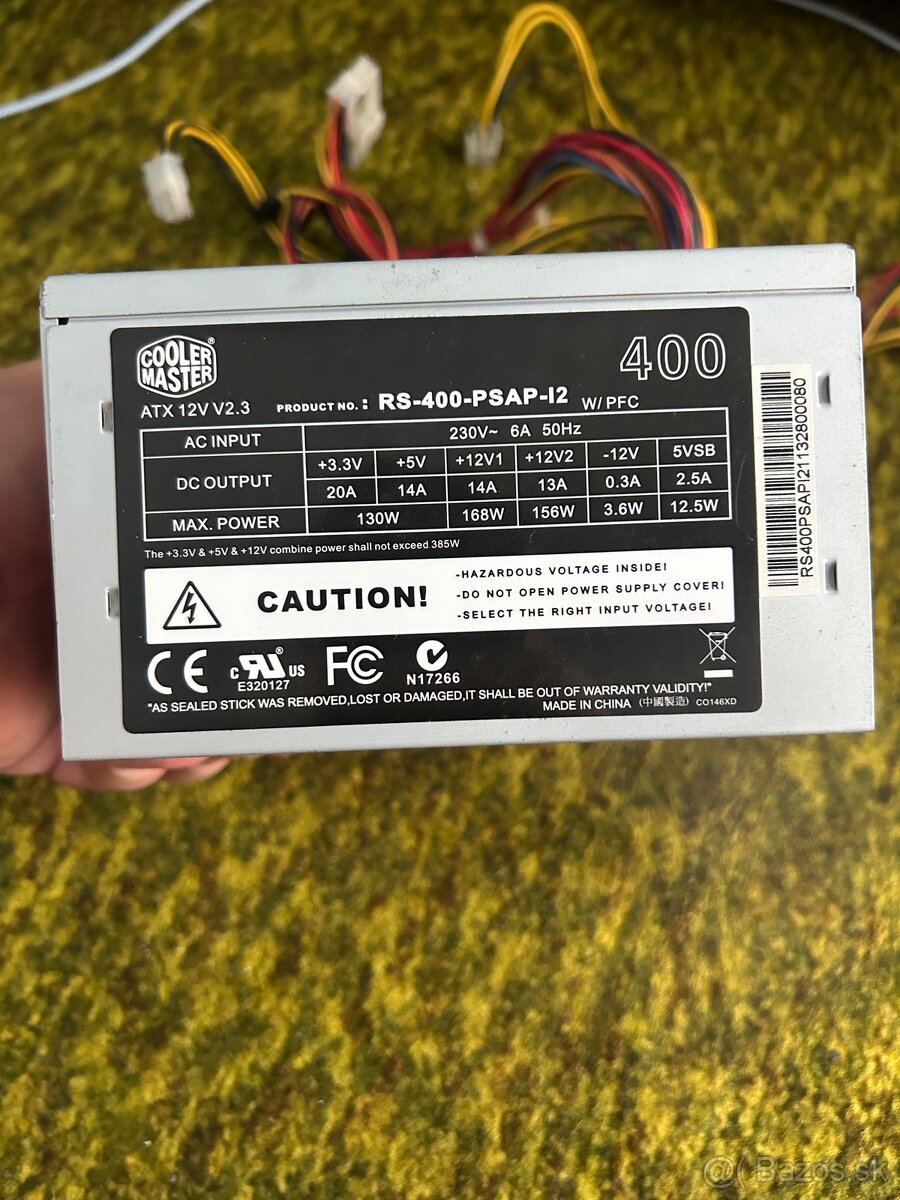 COOLER MASTER ®
400
ATX 12V V2.3 PRODUCT NO. : RS-400-PSAP-I2 W/ PFC
AC INPUT 230V~ 6A 50Hz
DC OUTPUT +3.3V +5V +12V1 +12V2 -12V 5VSB
20A 14A 14A 13A 0.3A 2.5A
MAX. POWER 130W 168W 156W 3.6W 12.5W
The +3.3V & +5V & +12V combine power shall not exceed 385W
CAUTION!
-HAZARDOUS VOLTAGE INSIDE!
-DO NOT OPEN POWER SUPPLY COVER!
-SELECT THE RIGHT INPUT VOLTAGE!
CE c RU ® US FC N17266
E320127
"AS SEALED STICK WAS REMOVED,LOST OR DAMAGED,IT SHALL BE OUT OF WARRANTY VALIDITY!"
MADE IN CHINA (中國製造) CO146XD
RS400PSAPI21132800080
@( Bazos.sk